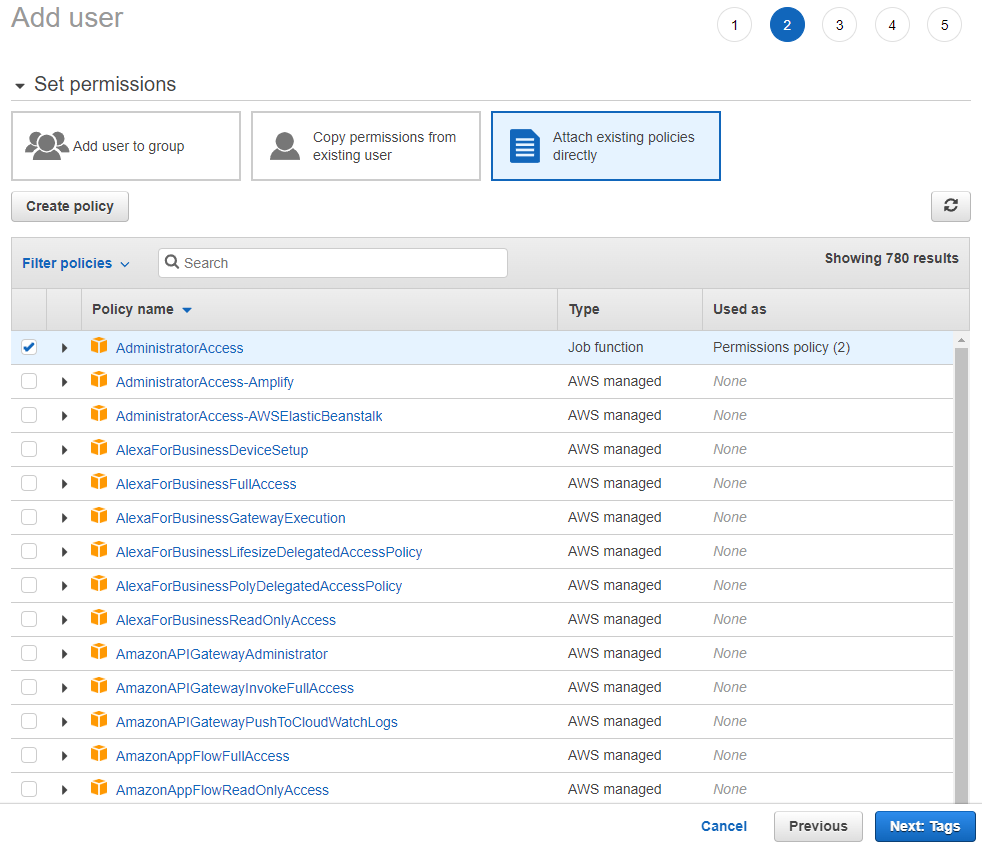 Add user
1 2 3 4 5
Set permissions
Add user to group
Copy permissions from
existing user
Attach existing policies
directly
Create policy
Filter policies Search Showing 780 results
Policy name Type Used as
AdministratorAccess Job function Permissions policy (2)
AdministratorAccess-Amplify AWS managed None
AdministratorAccess-AWSElasticBeanstalk AWS managed None
AlexaForBusinessDeviceSetup AWS managed None
AlexaForBusinessFullAccess AWS managed None
AlexaForBusinessGatewayExecution AWS managed None
AlexaForBusinessLifesizeDelegatedAccessPolicy AWS managed None
AlexaForBusinessPolyDelegatedAccessPolicy AWS managed None
AlexaForBusinessReadOnlyAccess AWS managed None
AmazonAPIGatewayAdministrator AWS managed None
AmazonAPIGatewayInvokeFullAccess AWS managed None
AmazonAPIGatewayPushToCloudWatchLogs AWS managed None
AmazonAppFlowFullAccess AWS managed None
AmazonAppFlowReadOnlyAccess AWS managed None
Cancel Previous Next: Tags